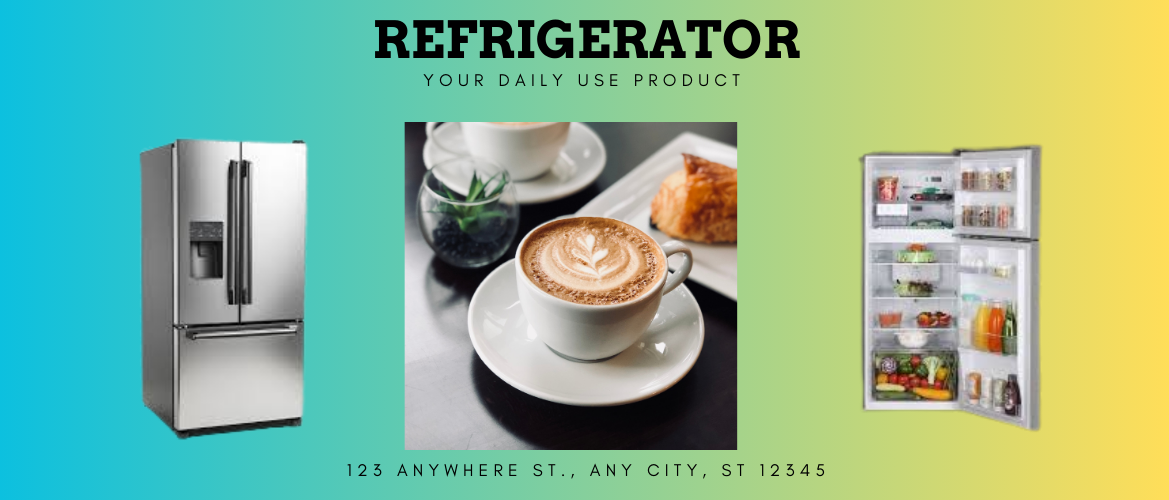 REFRIGERATOR
YOUR DAILY USE PRODUCT
123 ANYWHERE ST., ANY CITY, ST 12345